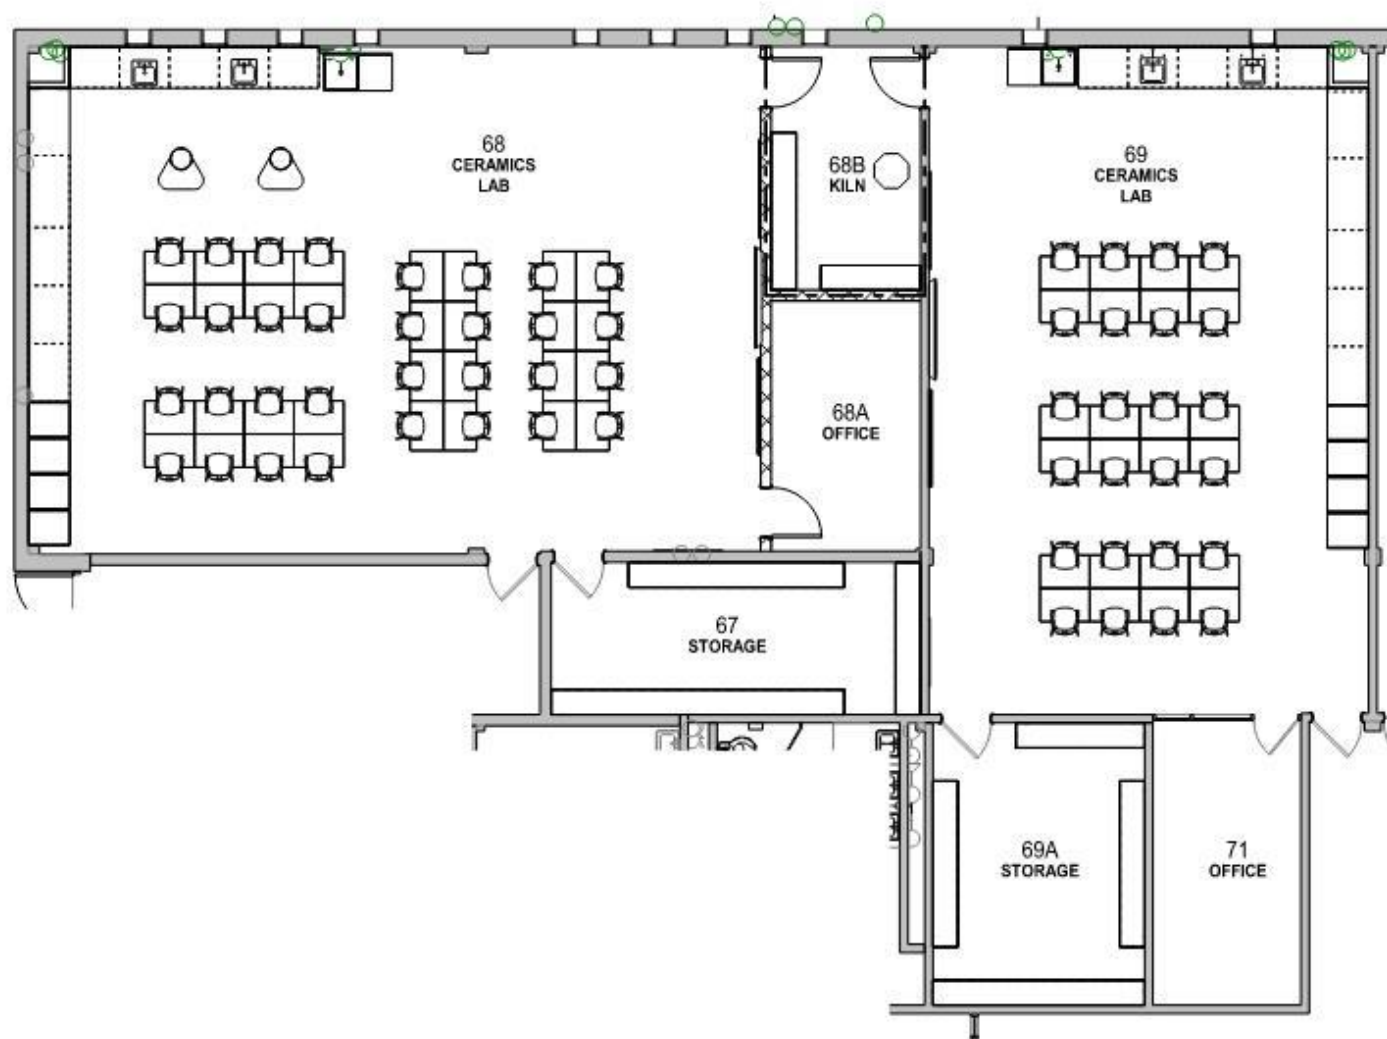 68
CERAMICS
LAB
68B
KILN
69
CERAMICS
LAB
68A
OFFICE
67
STORAGE
69A
STORAGE
71
OFFICE